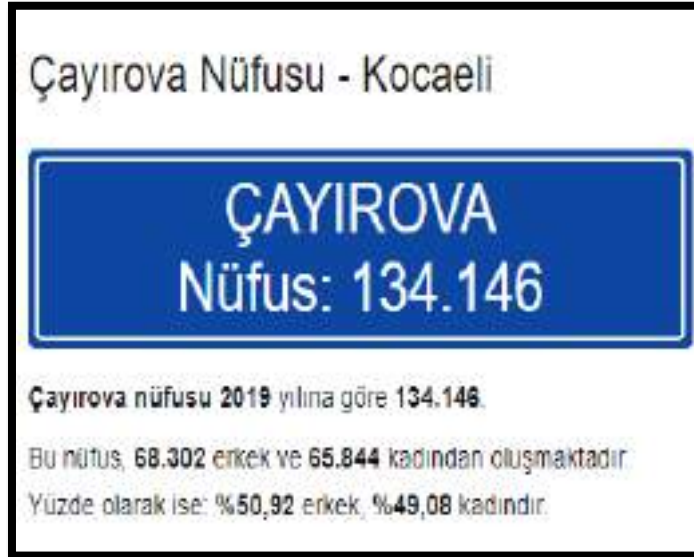 Çayırova Nüfusu - Kocaeli
ÇAYIROVA
Nüfus: 134.146
Çayırova nüfusu 2019 yılına göre 134.146.
Bu nüfus, 68.302 erkek ve 65.844 kadından oluşmaktadır.
Yüzde olarak ise: %50,92 erkek, %49,08 kadındır.